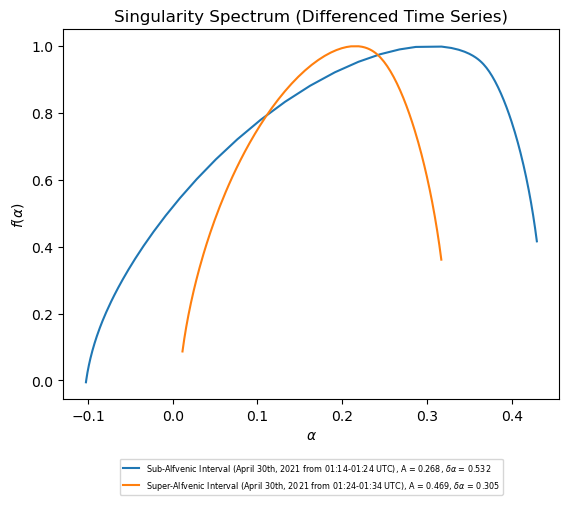 Singularity Spectrum (Differenced Time Series)
1.0
0.8
0.6
0.4
0.2
0.0
f(α)
−0.1 0.0 0.1 0.2 0.3 0.4
α
Sub-Alfvenic Interval (April 30th, 2021 from 01:14-01:24 UTC), A = 0.268, δα = 0.532
Super-Alfvenic Interval (April 30th, 2021 from 01:24-01:34 UTC), A = 0.469, δα = 0.305